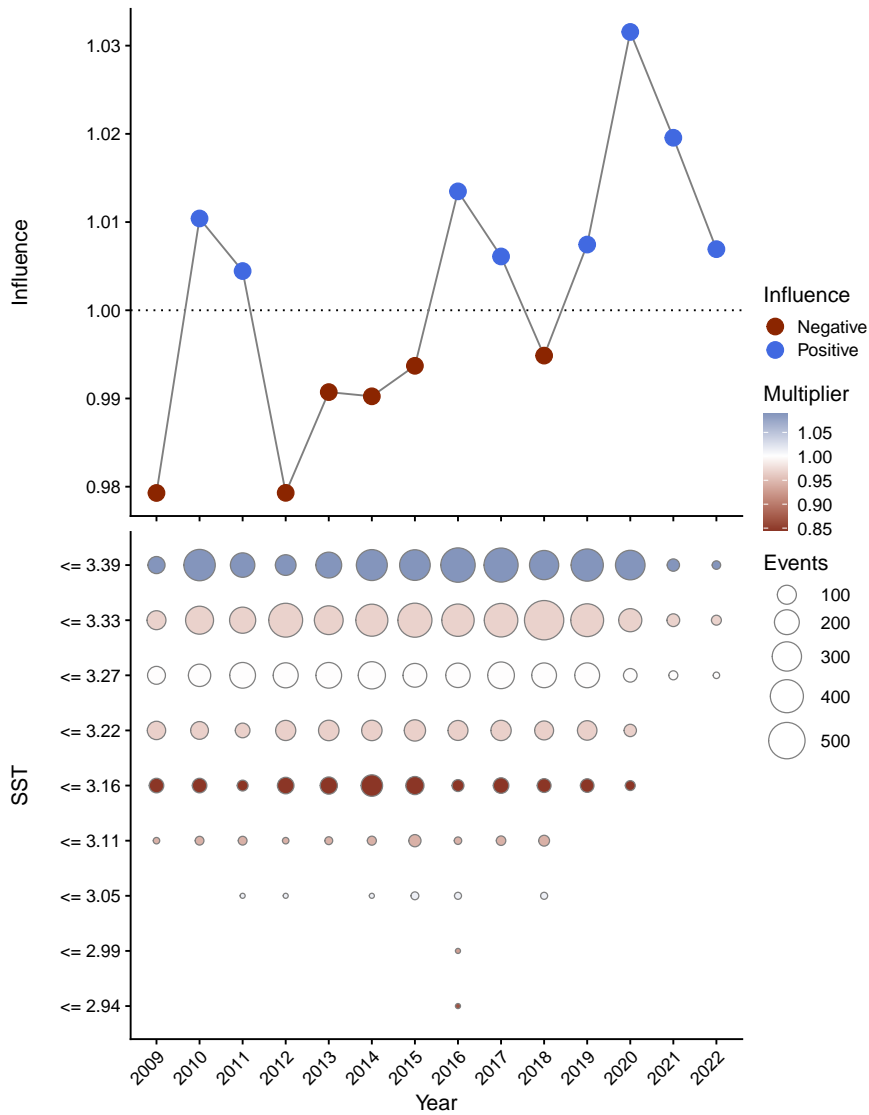 Influence
1.03
1.02
1.01
1.00
0.99
0.98
SST
<= 3.39
<= 3.33
<= 3.27
<= 3.22
<= 3.16
<= 3.11
<= 3.05
<= 2.99
<= 2.94
2009 2010 2011 2012 2013 2014 2015 2016 2017 2018 2019 2020 2021 2022
Year
Influence
Negative
Positive
Multiplier
1.05
1.00
0.95
0.90
0.85
Events
100
200
300
400
500